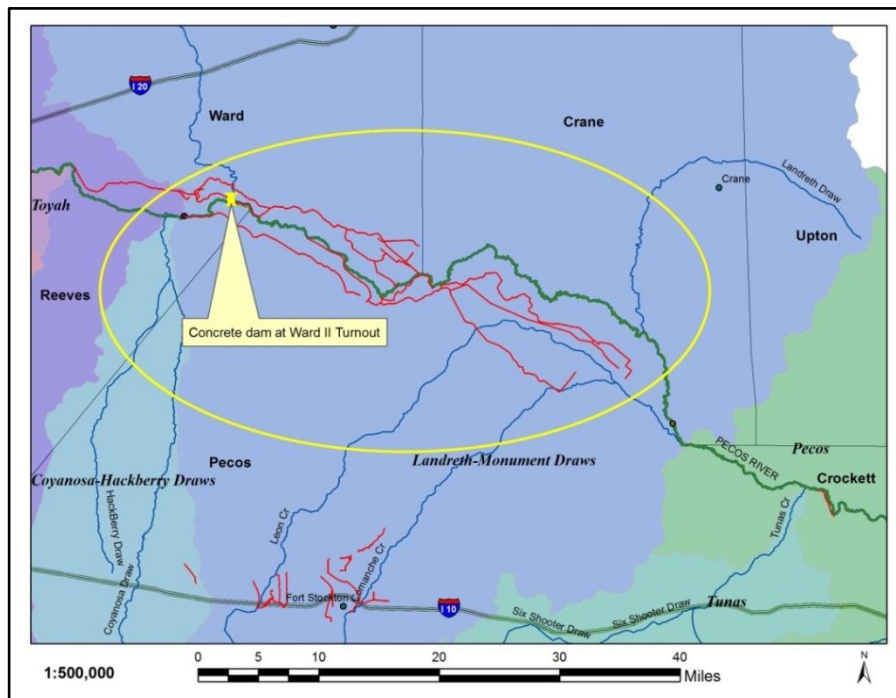 I 20
Ward
Crane
Crane
Landreth Draw
Toyah
Upton
Reeves
Concrete dam at Ward II Turnout
Pecos
Landreth-Monument Draws
Coyanosa-Hackberry Draws
HackBerry Draw
Coyanosa Draw
Leon Cr
Comanche Cr
PECOS RIVER
Pecos
Crockett
Tunas Cr
Fort Stockton
I 10
Six Shooter Draw
Six Shooter Draw
Tunas
1:500,000
0 5 10 20 30 40
Miles
N